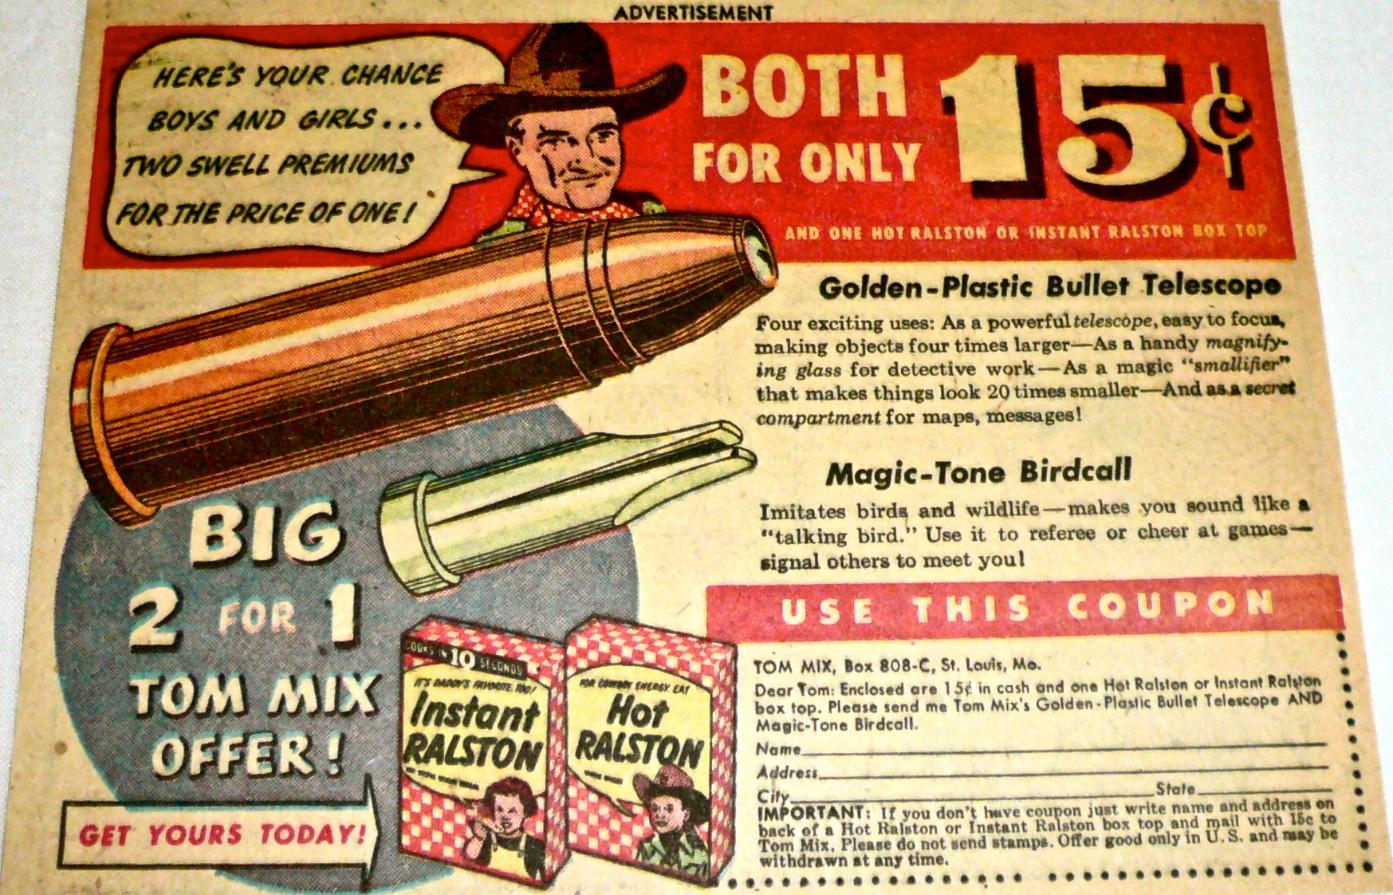 ADVERTISEMENT
HERE'S YOUR CHANCE
BOYS AND GIRLS...
TWO SWELL PREMIUMS
FOR THE PRICE OF ONE!
BOTH
FOR ONLY
15¢
AND ONE HOT RALSTON OR INSTANT RALSTON BOX TOP
Golden-Plastic Bullet Telescope
Four exciting uses: As a powerful telescope, easy to focus,
making objects four times larger—As a handy magnify-
ing glass for detective work—As a magic "smallifier"
that makes things look 20 times smaller—And as a secret
compartment for maps, messages!
Magic-Tone Birdcall
Imitates birds and wildlife—makes you sound like a
"talking bird." Use it to referee or cheer at games—
signal others to meet you!
BIG
2 FOR 1
TOM MIX
OFFER!
GET YOURS TODAY!
COOKS IN 10 SECONDS
IT'S DADDY'S FAVORITE, TOO!
Instant
RALSTON
FOR COWBOY ENERGY, EAT
Hot
RALSTON
USE THIS COUPON
TOM MIX, Box 808-C, St. Louis, Mo.
Dear Tom: Enclosed are 15¢ in cash and one Hot Ralston or Instant Ralston
box top. Please send me Tom Mix's Golden-Plastic Bullet Telescope AND
Magic-Tone Birdcall.
Name
Address
City State
IMPORTANT: If you don't have coupon just write name and address on
back of a Hot Ralston or Instant Ralston box top and mail with 15c to
Tom Mix. Please do not send stamps. Offer good only in U.S. and may be
withdrawn at any time.